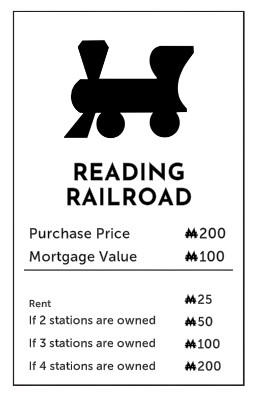 READING
RAILROAD
Purchase Price ₩200
Mortgage Value ₩100
Rent ₩25
If 2 stations are owned ₩50
If 3 stations are owned ₩100
If 4 stations are owned ₩200